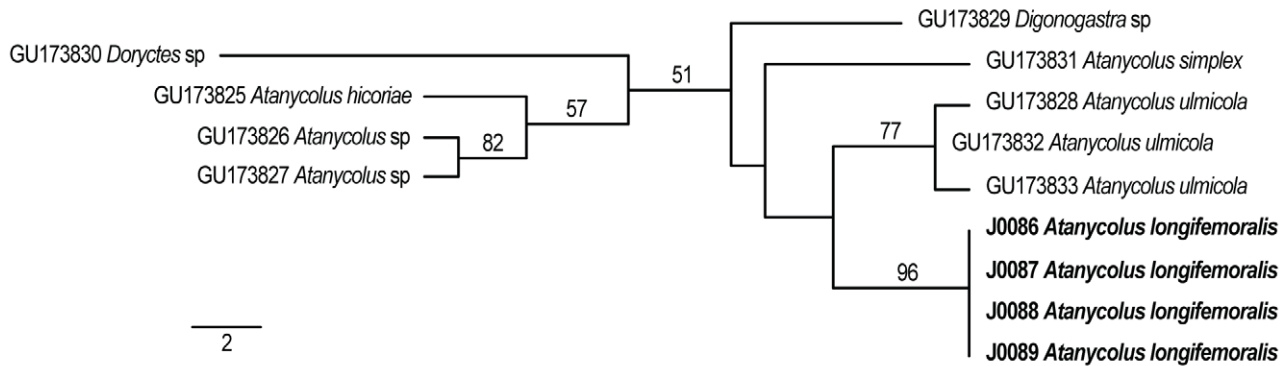 GU173829 Digonogastra sp
GU173830 Doryctes sp
GU173831 Atanycolus simplex
51
GU173825 Atanycolus hicoriae
GU173828 Atanycolus ulmicola
57
77
GU173826 Atanycolus sp
82
GU173832 Atanycolus ulmicola
GU173827 Atanycolus sp
GU173833 Atanycolus ulmicola
J0086 Atanycolus longifemoralis
96
J0087 Atanycolus longifemoralis
J0088 Atanycolus longifemoralis
2
J0089 Atanycolus longifemoralis